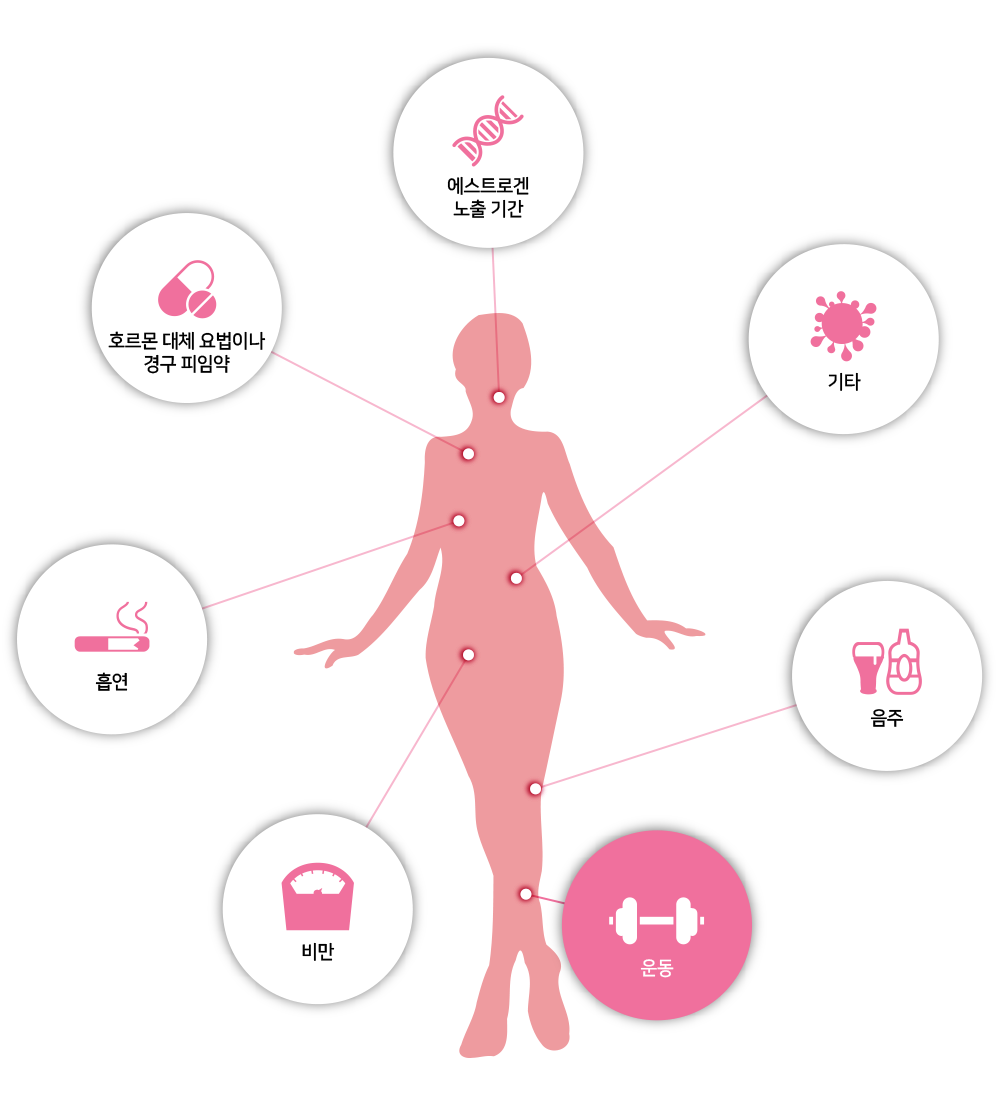 에스트로겐
노출 기간
호르몬 대체 요법이나
경구 피임약
기타
흡연
음주
비만
운동